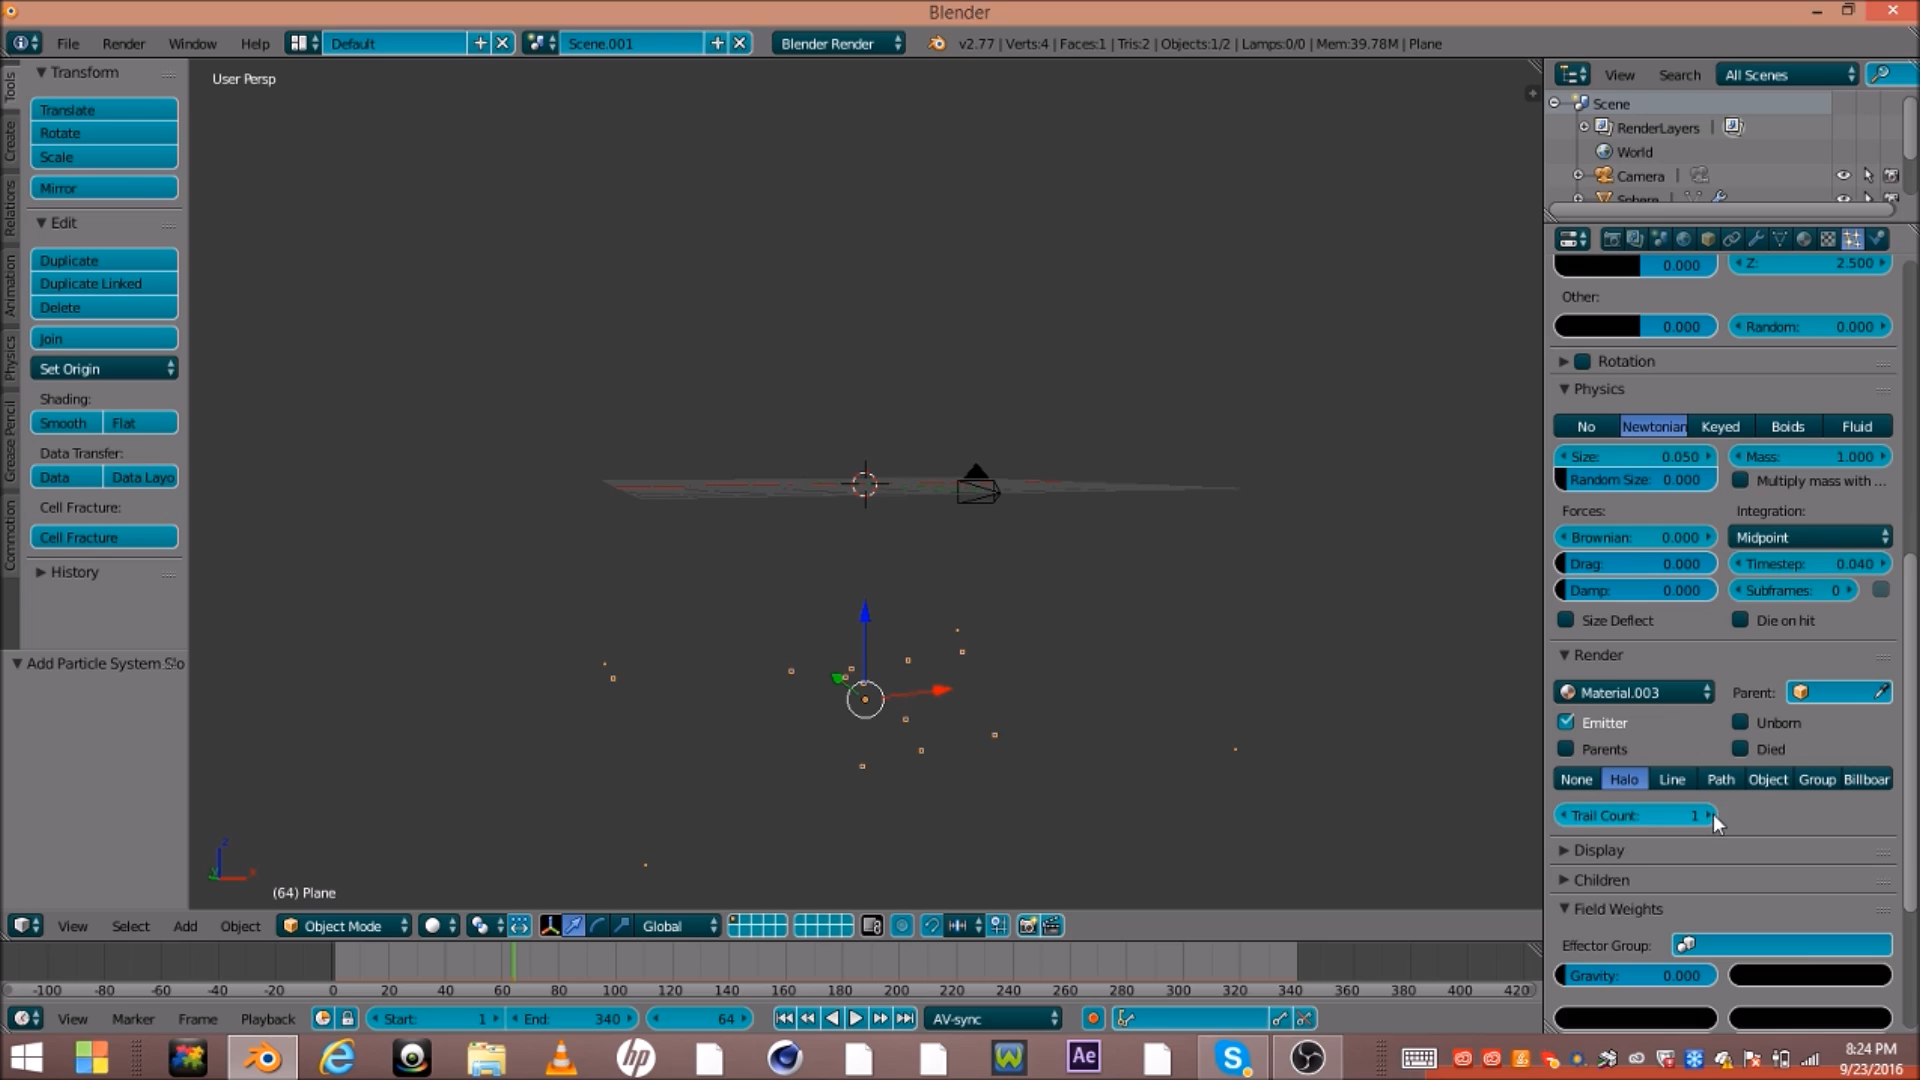 Blender
File Render Window Help Default Scene.001 Blender Render v2.77 | Verts:4 | Faces:1 | Tris:2 | Objects:1/2 | Lamps:0/0 | Mem:39.78M | Plane
Tools
Create
Relations
Animation
Physics
Grease Pencil
Commotion
Transform
Translate
Rotate
Scale
Mirror
Edit
Duplicate
Duplicate Linked
Delete
Join
Set Origin
Shading:
Smooth Flat
Data Transfer:
Data Data Layo
Cell Fracture:
Cell Fracture
History
Add Particle System Slo
User Persp
(64) Plane
View Search All Scenes
Scene
RenderLayers
World
Camera
Sphere
0.000 Z: 2.500
Other:
0.000 Random: 0.000
Rotation
Physics
No Newtonian Keyed Boids Fluid
Size: 0.050 Mass: 1.000
Random Size: 0.000 Multiply mass with ...
Forces: Integration:
Brownian: 0.000 Midpoint
Drag: 0.000 Timestep: 0.040
Damp: 0.000 Subframes: 0
Size Deflect Die on hit
Render
Material.003 Parent:
Emitter Unborn
Parents Died
None Halo Line Path Object Group Billboar
Trail Count: 1
Display
Children
Field Weights
Effector Group:
Gravity: 0.000
View Select Add Object Object Mode Global
-100 -80 -60 -40 -20 0 20 40 60 80 100 120 140 160 180 200 220 240 260 280 300 320 340 360 380 400 420
View Marker Frame Playback Start: 1 End: 340 64 AV-sync
hp Ae
8:24 PM
9/23/2016